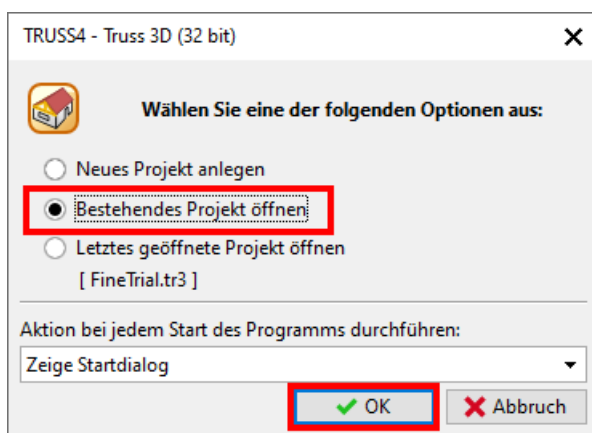 TRUSS4 - Truss 3D (32 bit)
Wählen Sie eine der folgenden Optionen aus:
Neues Projekt anlegen
Bestehendes Projekt öffnen
Letztes geöffnete Projekt öffnen
[ FineTrial.tr3 ]
Aktion bei jedem Start des Programms durchführen:
Zeige Startdialog
OK Abbruch